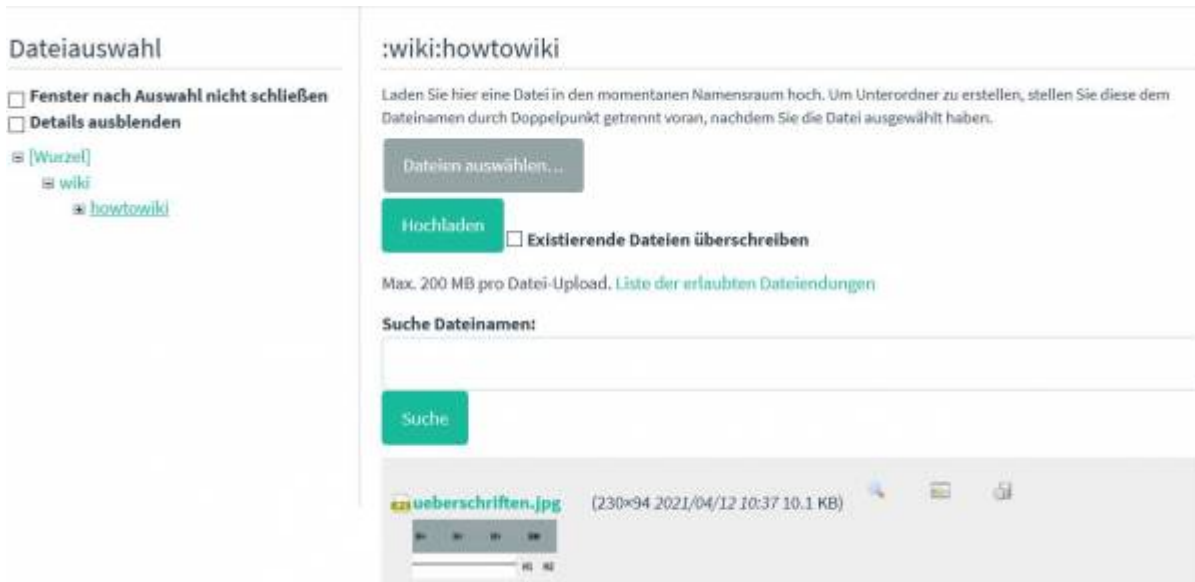 Dateiauswahl
Fenster nach Auswahl nicht schließen
Details ausblenden
[Wurzel]
wiki
howtowiki
:wiki:howtowiki
Laden Sie hier eine Datei in den momentanen Namensraum hoch. Um Unterordner zu erstellen, stellen Sie diese dem
Dateinamen durch Doppelpunkt getrennt voran, nachdem Sie die Datei ausgewählt haben.
Dateien auswählen...
Hochladen
Existierende Dateien überschreiben
Max. 200 MB pro Datei-Upload. Liste der erlaubten Dateiendungen
Suche Dateinamen:
Suche
ueberschriften.jpg (230×94 2021/04/12 10:37 10.1 KB)
H1 H2